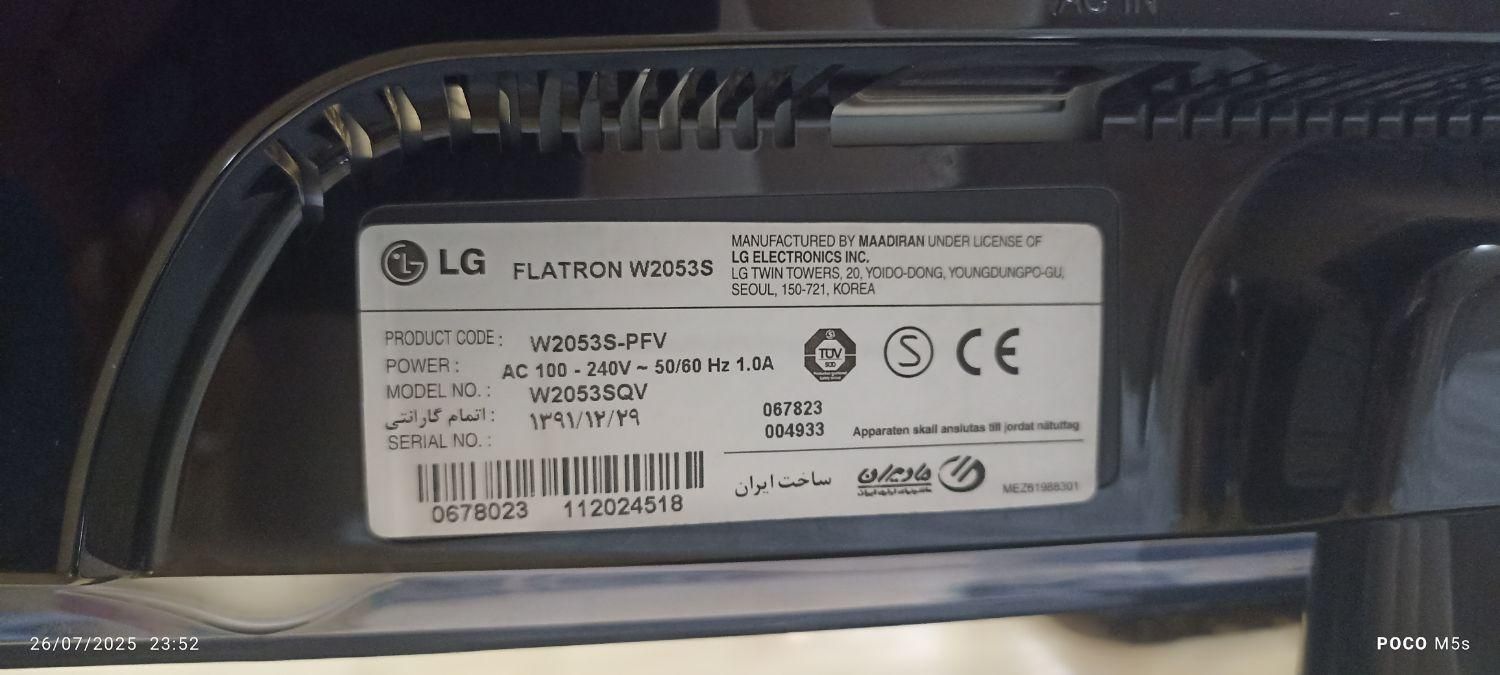 AC IN
LG
FLATRON W2053S
MANUFACTURED BY MAADIRAN UNDER LICENSE OF
LG ELECTRONICS INC.
LG TWIN TOWERS, 20, YOIDO-DONG, YOUNGDUNGPO-GU,
SEOUL, 150-721, KOREA
PRODUCT CODE : W2053S-PFV
POWER : AC 100 - 240V ~ 50/60 Hz 1.0A
MODEL NO. : W2053SQV
اتمام گارانتی : ۱۳۹۱/۱۲/۲۹
SERIAL NO. :
0678023 112024518
TÜV
S
CE
067823
004933
Apparaten skall anslutas till jordat nätuttag
ساخت ایران
مادیران
MEZ61988301
26/07/2025 23:52
POCO M5s